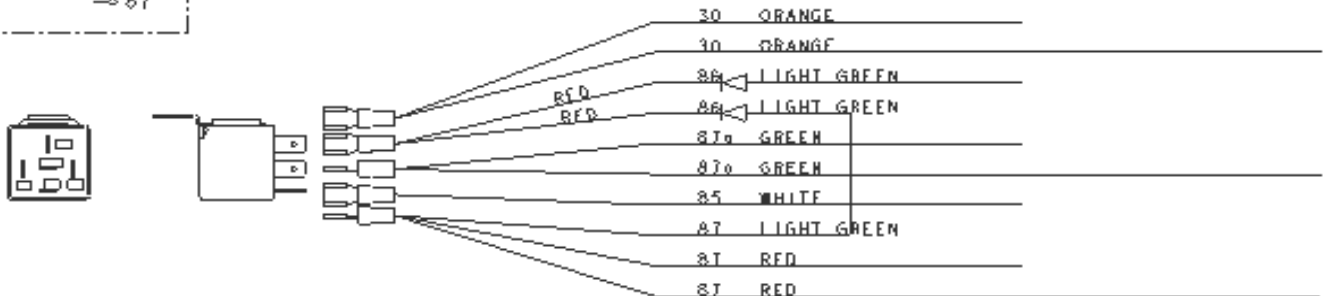 87
30 ORANGE
30 ORANGE
86 LIGHT GREEN
RED
86 LIGHT GREEN
RED
87a GREEN
87a GREEN
85 WHITE
87 LIGHT GREEN
87 RED
87 RED